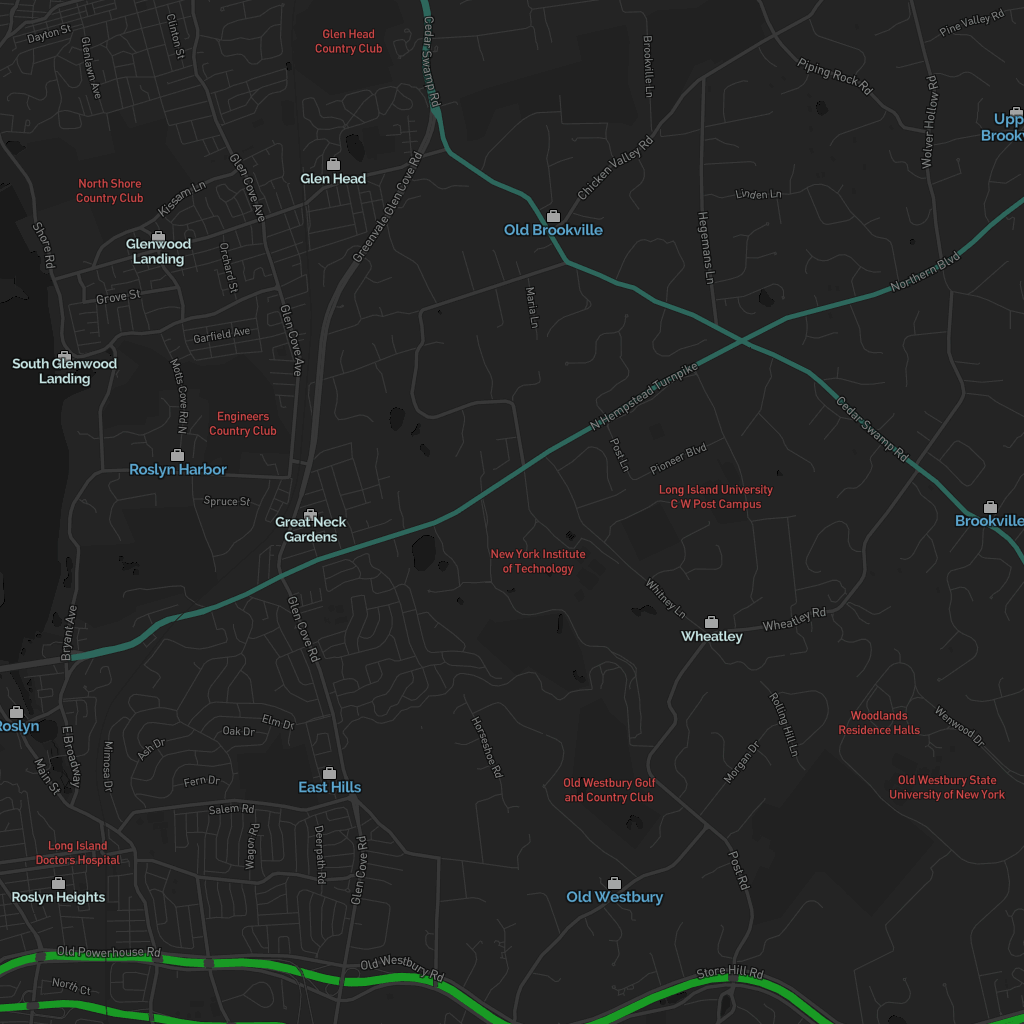 Dayton St
Glenlawn Ave
Clinton St
Glen Head
Country Club
Cedar Swamp Rd
Brookville Ln
Piping Rock Rd
Pine Valley Rd
Wolver Hollow Rd
Upp
Brookv
North Shore
Country Club
Kissam Ln
Glen Cove Ave
Glen Head
Greenvale Glen Cove Rd
Chicken Valley Rd
Linden Ln
Old Brookville
Shore Rd
Glenwood
Landing
Orchard St
Hegemans Ln
Northern Blvd
Grove St
Maria Ln
Garfield Ave
Glen Cove Ave
South Glenwood
Landing
Motts Cove Rd N
N Hempstead Turnpike
Engineers
Country Club
Cedar Swamp Rd
Post Ln
Pioneer Blvd
Roslyn Harbor
Spruce St
Long Island University
C W Post Campus
Great Neck
Gardens
Brookville
New York Institute
of Technology
Whitney Ln
Bryant Ave
Glen Cove Rd
Wheatley
Wheatley Rd
Roslyn
E Broadway
Main St
Mimosa Dr
Ash Dr
Oak Dr
Elm Dr
Horseshoe Rd
Rolling Hill Ln
Morgan Dr
Woodlands
Residence Halls
Wenwood Dr
Fern Dr
East Hills
Old Westbury Golf
and Country Club
Old Westbury State
University of New York
Salem Rd
Wagon Rd
Deerpath Rd
Glen Cove Rd
Long Island
Doctors Hospital
Roslyn Heights
Post Rd
Old Westbury
Old Powerhouse Rd
Old Westbury Rd
Store Hill Rd
North Ct